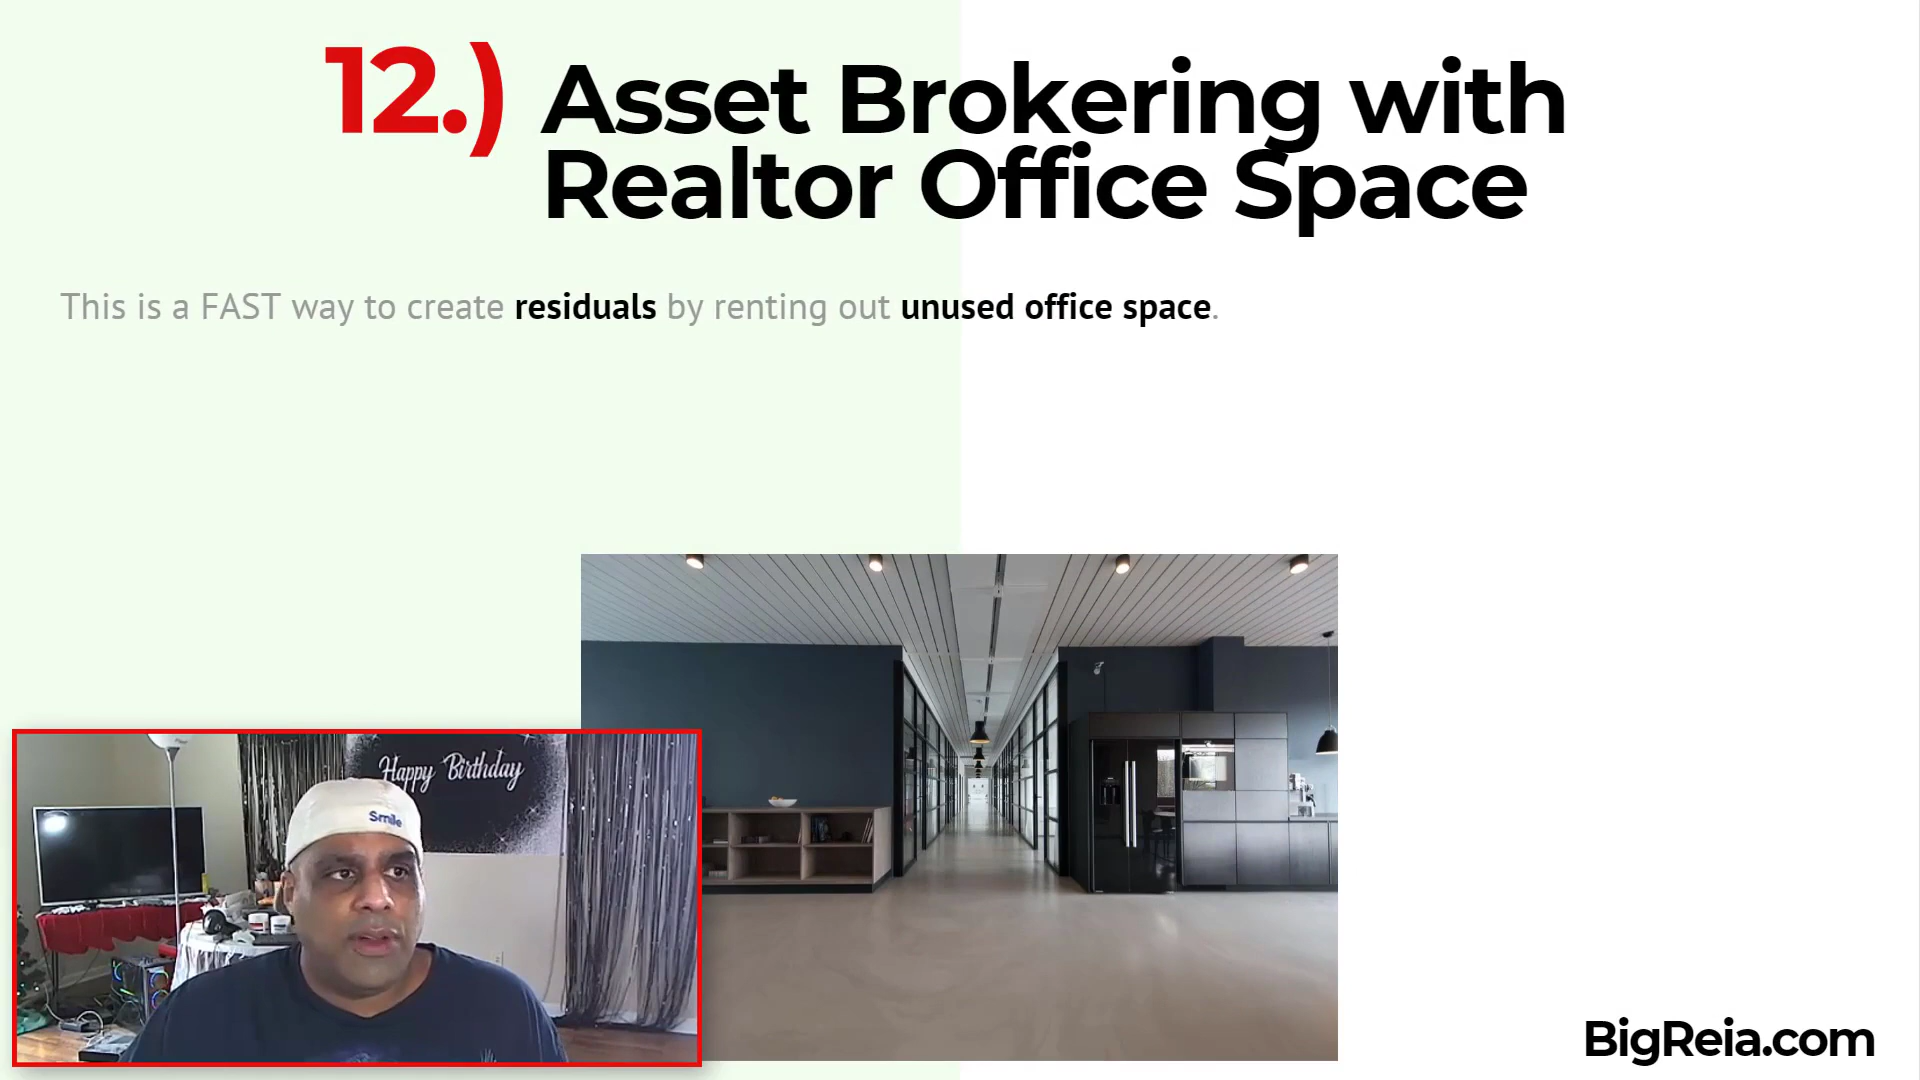 12.) Asset Brokering with
Realtor Office Space
This is a FAST way to create residuals by renting out unused office space.
Happy Birthday
Smile
BigReia.com